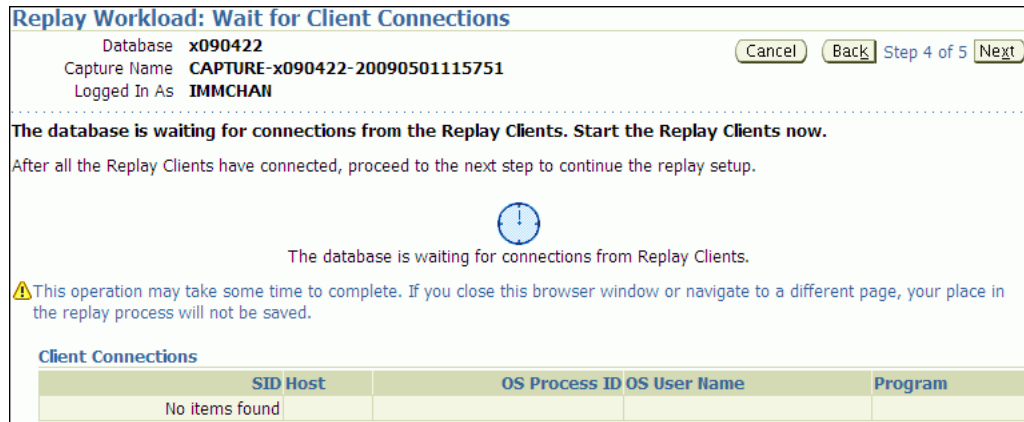 Replay Workload: Wait for Client Connections
Database x090422
Cancel Back Step 4 of 5 Next
Capture Name CAPTURE-x090422-20090501115751
Logged In As IMMCHAN
The database is waiting for connections from the Replay Clients. Start the Replay Clients now.
After all the Replay Clients have connected, proceed to the next step to continue the replay setup.
The database is waiting for connections from Replay Clients.
This operation may take some time to complete. If you close this browser window or navigate to a different page, your place in
the replay process will not be saved.
Client Connections
SID Host OS Process ID OS User Name Program
No items found